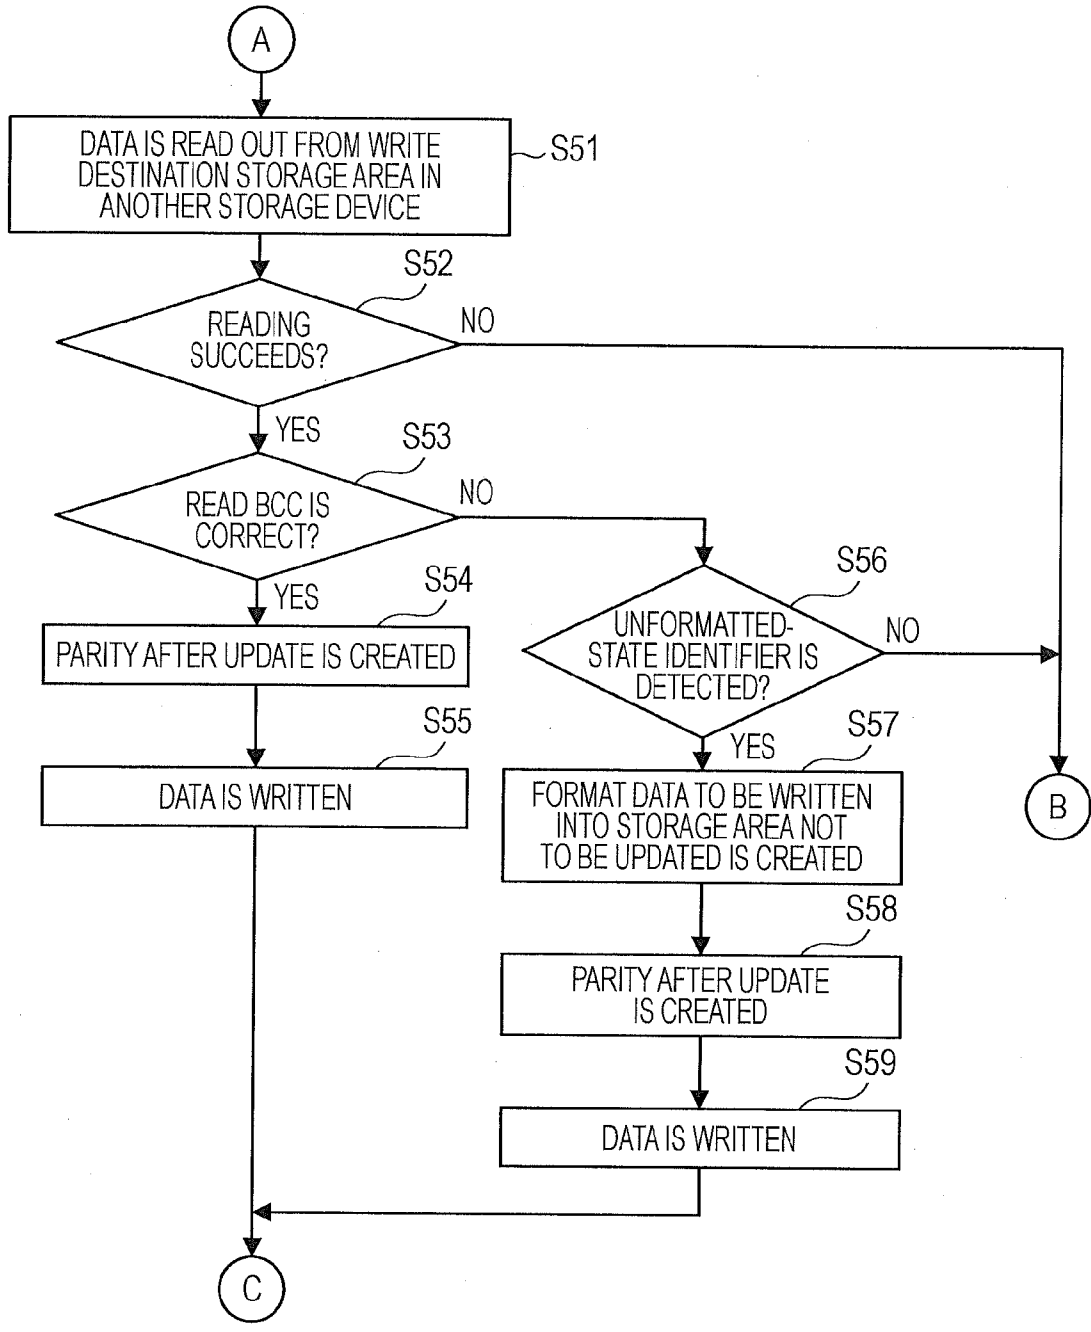 A
DATA IS READ OUT FROM WRITE
DESTINATION STORAGE AREA IN
ANOTHER STORAGE DEVICE
S51
S52
READING
SUCCEEDS?
NO
YES
S53
READ BCC IS
CORRECT?
NO
YES
S54
PARITY AFTER UPDATE IS CREATED
S55
DATA IS WRITTEN
S56
UNFORMATTED-
STATE IDENTIFIER IS
DETECTED?
NO
YES
S57
FORMAT DATA TO BE WRITTEN
INTO STORAGE AREA NOT
TO BE UPDATED IS CREATED
B
S58
PARITY AFTER UPDATE
IS CREATED
S59
DATA IS WRITTEN
C